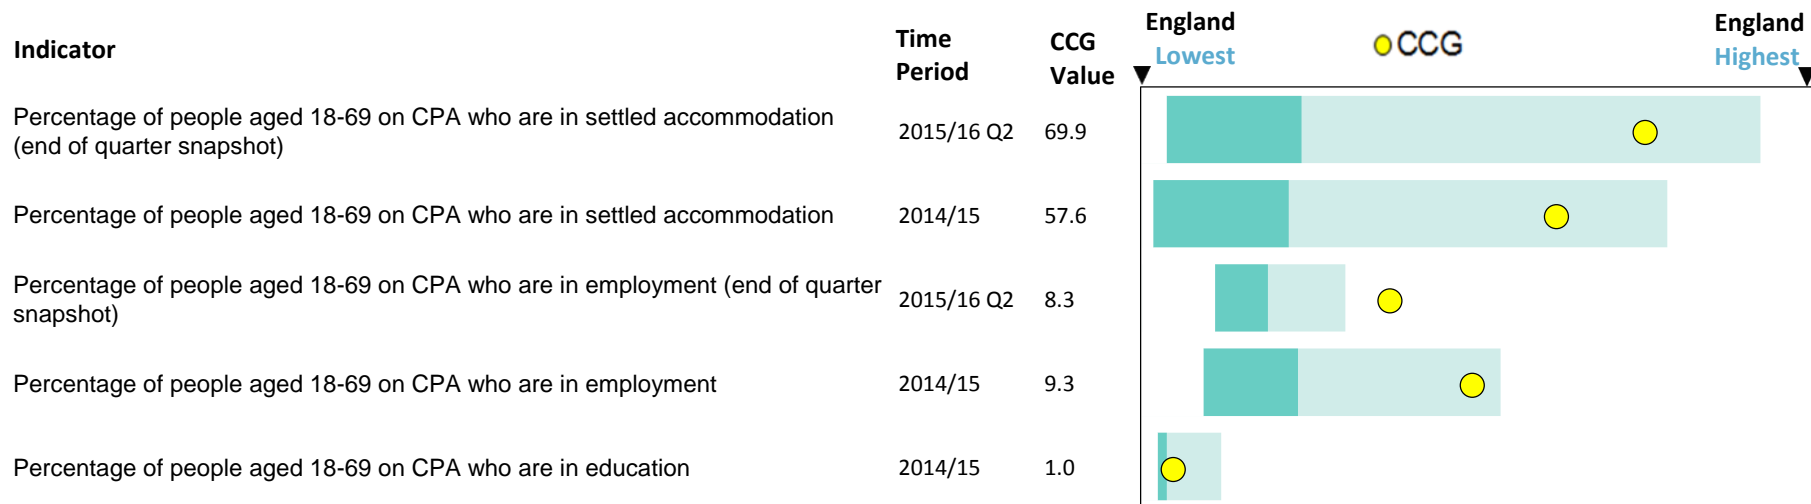 Indicator
Time
Period
CCG
Value
England
Lowest
CCG
England
Highest
Percentage of people aged 18-69 on CPA who are in settled accommodation
(end of quarter snapshot)
2015/16 Q2
69.9
Percentage of people aged 18-69 on CPA who are in settled accommodation
2014/15
57.6
Percentage of people aged 18-69 on CPA who are in employment (end of quarter
snapshot)
2015/16 Q2
8.3
Percentage of people aged 18-69 on CPA who are in employment
2014/15
9.3
Percentage of people aged 18-69 on CPA who are in education
2014/15
1.0